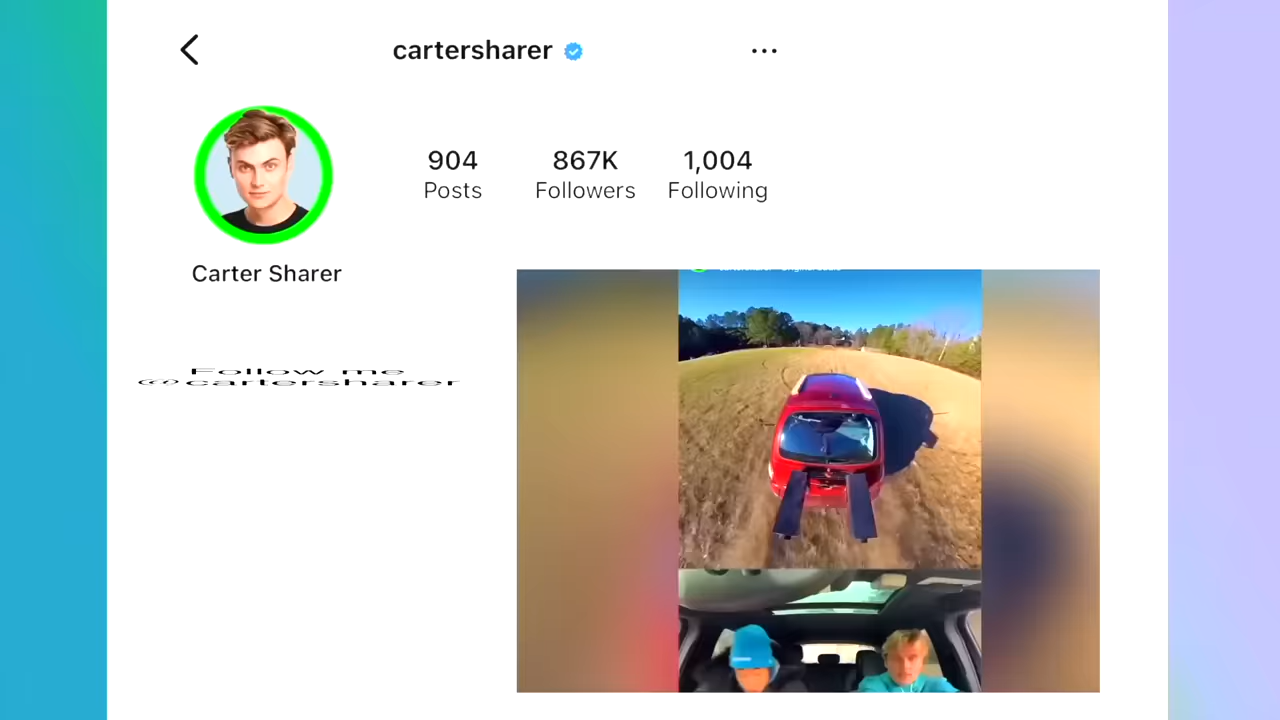 cartersharer
904
867K
1,004
Posts
Followers
Following
Carter Sharer
Follow me
@cartersharer